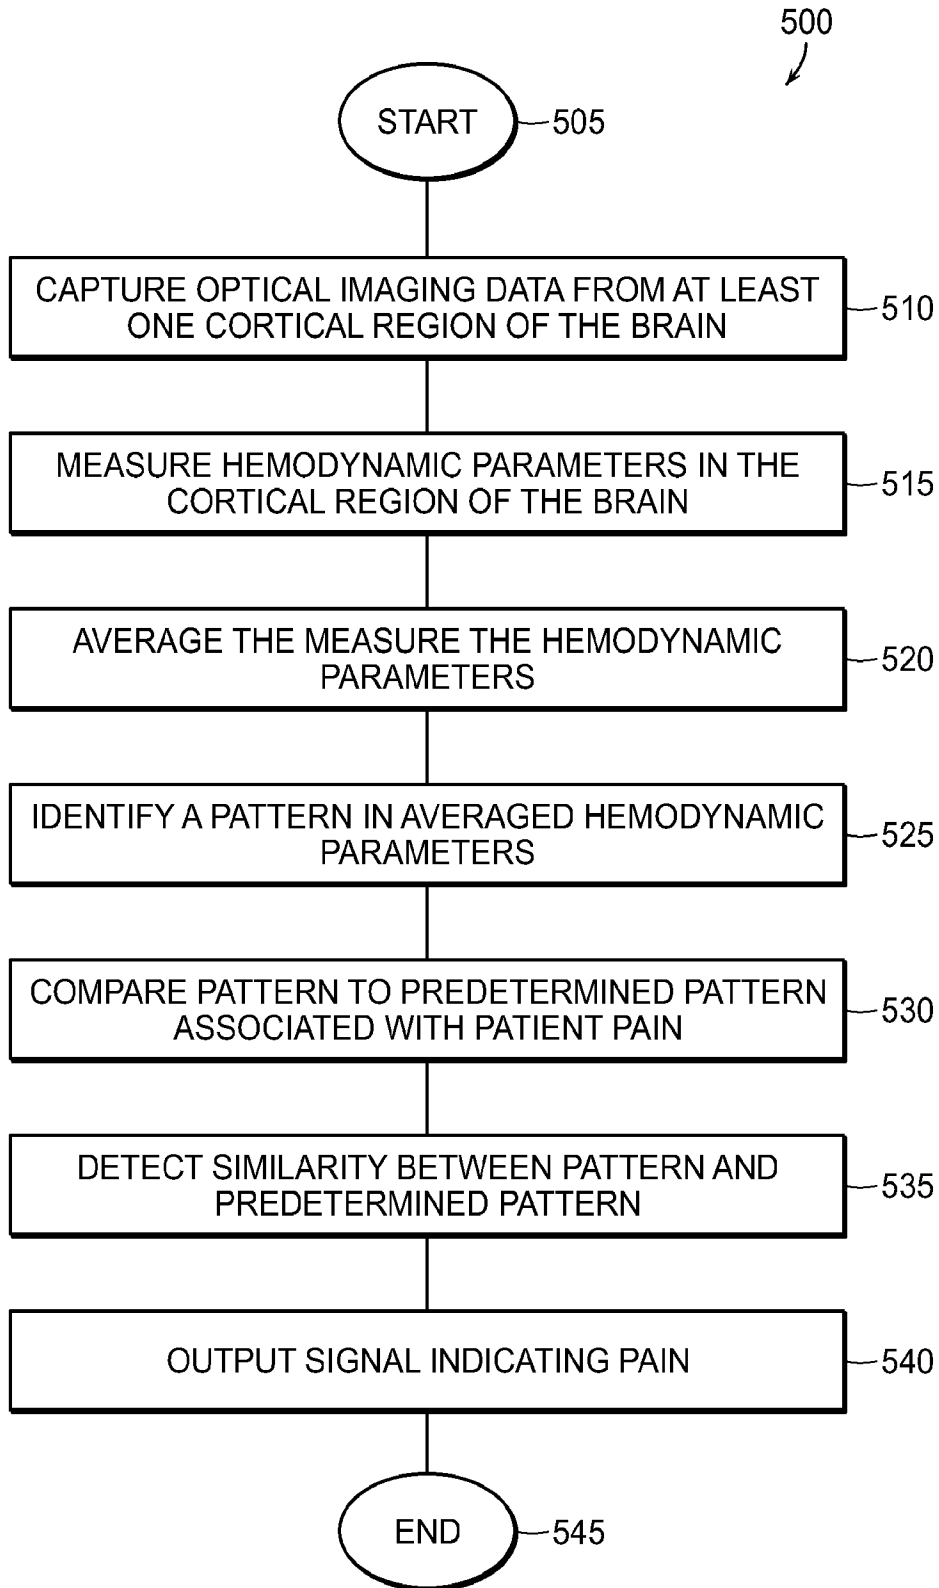 500
START
505
CAPTURE OPTICAL IMAGING DATA FROM AT LEAST
ONE CORTICAL REGION OF THE BRAIN
510
MEASURE HEMODYNAMIC PARAMETERS IN THE
CORTICAL REGION OF THE BRAIN
515
AVERAGE THE MEASURE THE HEMODYNAMIC
PARAMETERS
520
IDENTIFY A PATTERN IN AVERAGED HEMODYNAMIC
PARAMETERS
525
COMPARE PATTERN TO PREDETERMINED PATTERN
ASSOCIATED WITH PATIENT PAIN
530
DETECT SIMILARITY BETWEEN PATTERN AND
PREDETERMINED PATTERN
535
OUTPUT SIGNAL INDICATING PAIN
540
END
545